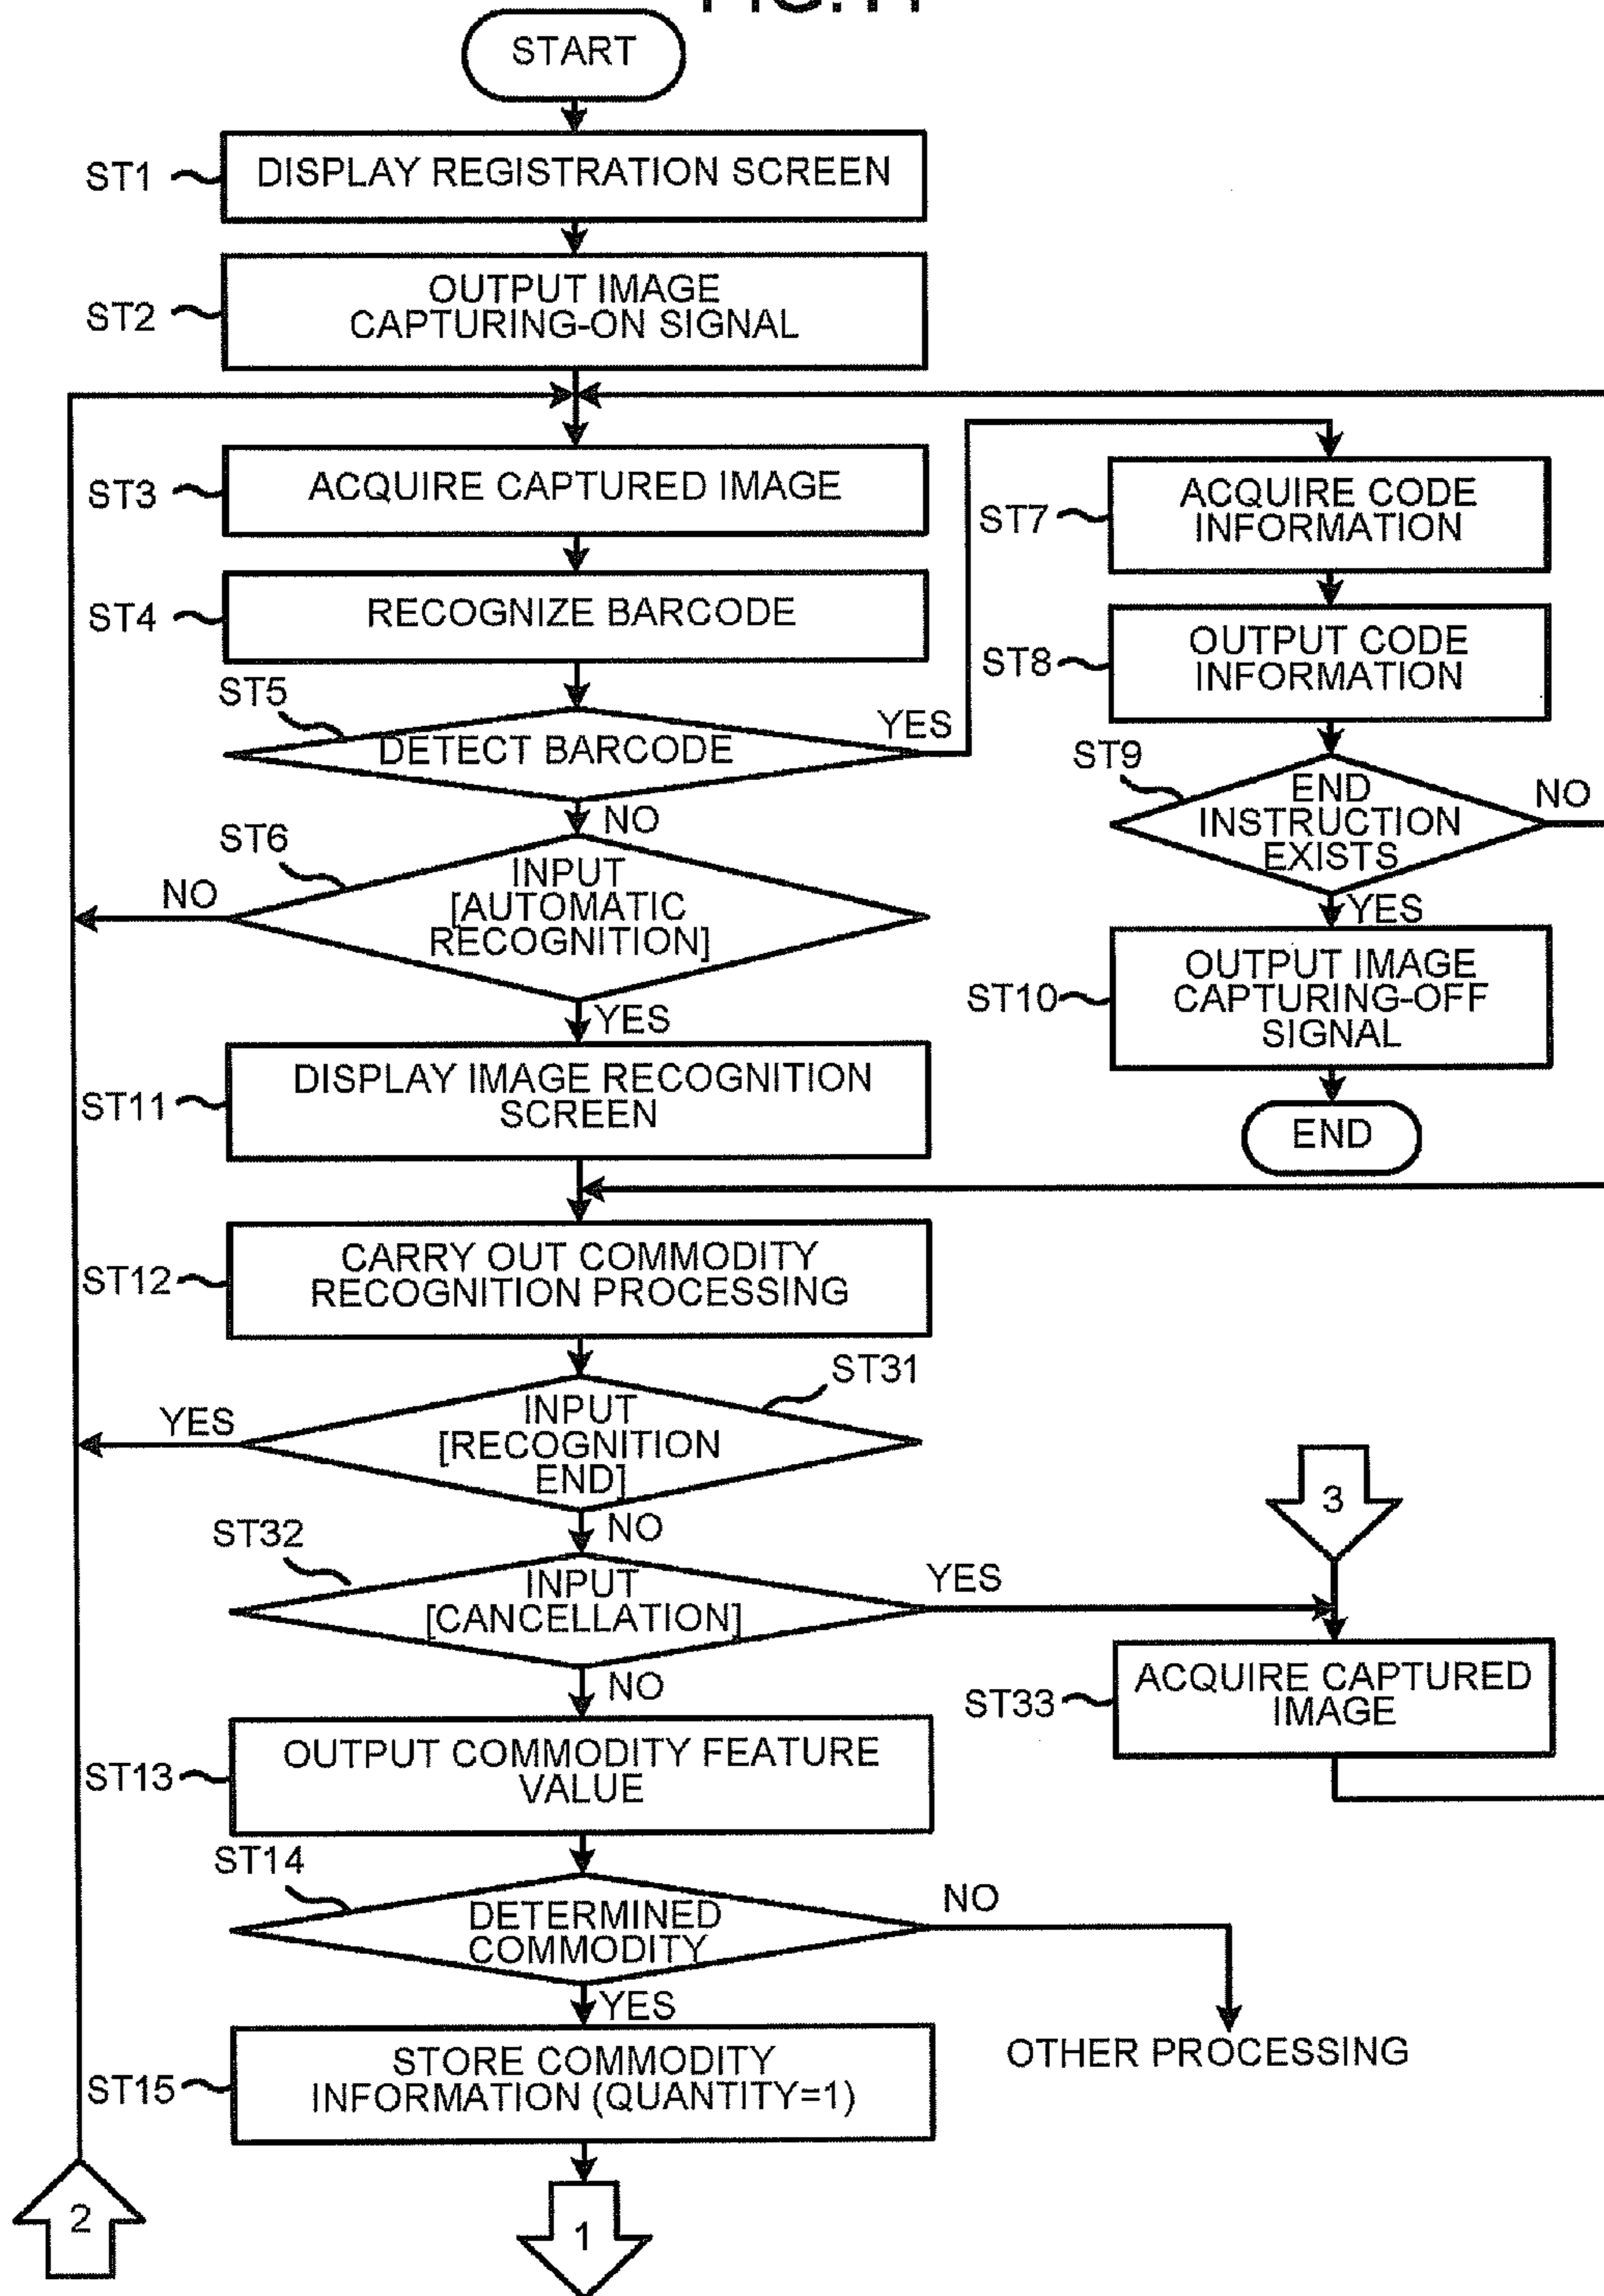 START
ST1
DISPLAY REGISTRATION SCREEN
ST2
OUTPUT IMAGE
CAPTURING-ON SIGNAL
ST3
ACQUIRE CAPTURED IMAGE
ST4
RECOGNIZE BARCODE
ST5
DETECT BARCODE
YES
NO
ST6
INPUT
[AUTOMATIC
RECOGNITION]
NO
YES
ST7
ACQUIRE CODE
INFORMATION
ST8
OUTPUT CODE
INFORMATION
ST9
END
INSTRUCTION
EXISTS
NO
YES
ST10
OUTPUT IMAGE
CAPTURING-OFF
SIGNAL
END
ST11
DISPLAY IMAGE RECOGNITION
SCREEN
ST12
CARRY OUT COMMODITY
RECOGNITION PROCESSING
ST31
INPUT
[RECOGNITION
END]
YES
NO
ST32
INPUT
[CANCELLATION]
YES
NO
3
ST33
ACQUIRE CAPTURED
IMAGE
ST13
OUTPUT COMMODITY FEATURE
VALUE
ST14
DETERMINED
COMMODITY
NO
YES
OTHER PROCESSING
ST15
STORE COMMODITY
INFORMATION (QUANTITY=1)
2
1